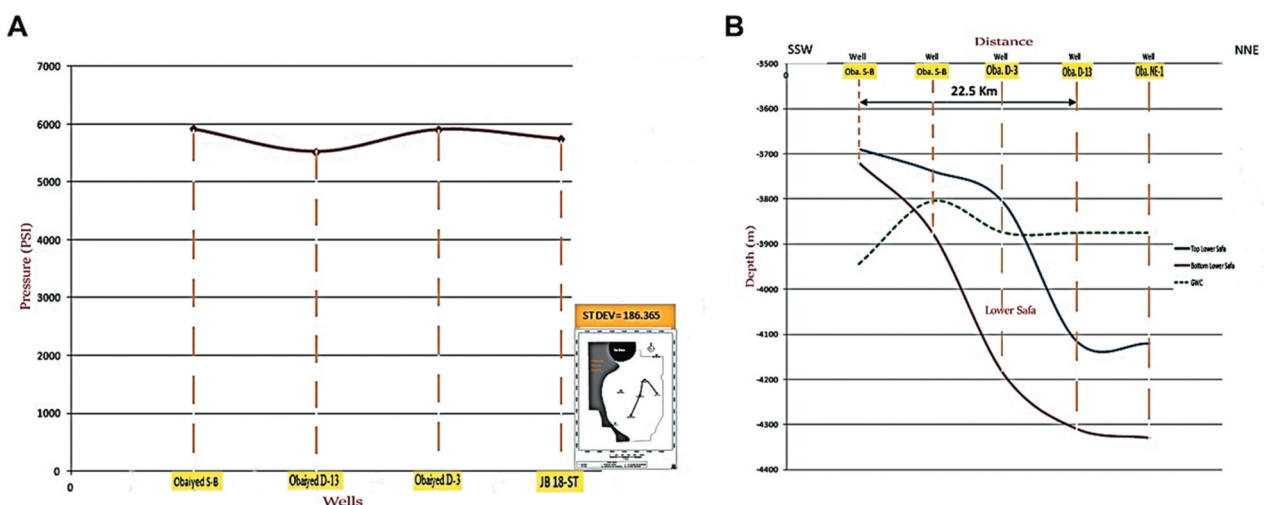 A
7000
6000
5000
4000
3000
2000
1000
0
0
Pressure (PSI)
Obaiyed S-B
Obaiyed D-13
Obaiyed D-3
JB 18-ST
Wells
ST DEV= 186.365
B
SSW
Distance
NNE
Well
Well
Well
Well
Well
Oba. S-B
Oba. S-B
Oba. D-3
Oba. D-13
Oba. NE-1
22.5 Km
0
-3500
-3600
-3700
-3800
-3900
-4000
-4100
-4200
-4300
-4400
Depth (m)
Lower Safa
Top Lower Safa
Bottom Lower Safa
GWC